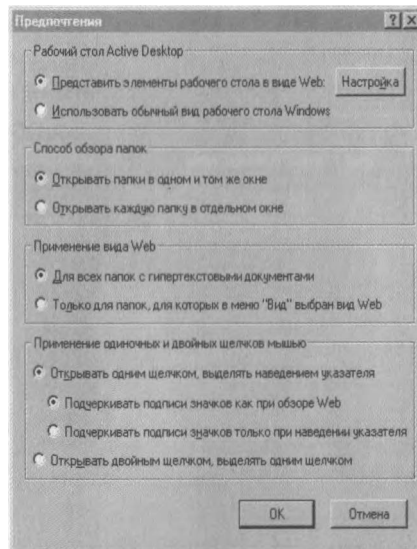 Предпочтения
Рабочий стол Active Desktop
Представить элементы рабочего стола в виде Web:
Настройка
Использовать обычный вид рабочего стола Windows
Способ обзора папок
Открывать папки в одном и том же окне
Открывать каждую папку в отдельном окне
Применение вида Web
Для всех папок с гипертекстовыми документами
Только для папок, для которых в меню "Вид" выбран вид Web
Применение одиночных и двойных щелчков мышью
Открывать одним щелчком, выделять наведением указателя
Подчеркивать подписи значков как при обзоре Web
Подчеркивать подписи значков только при наведении указателя
Открывать двойным щелчком, выделять одним щелчком
OK
Отмена